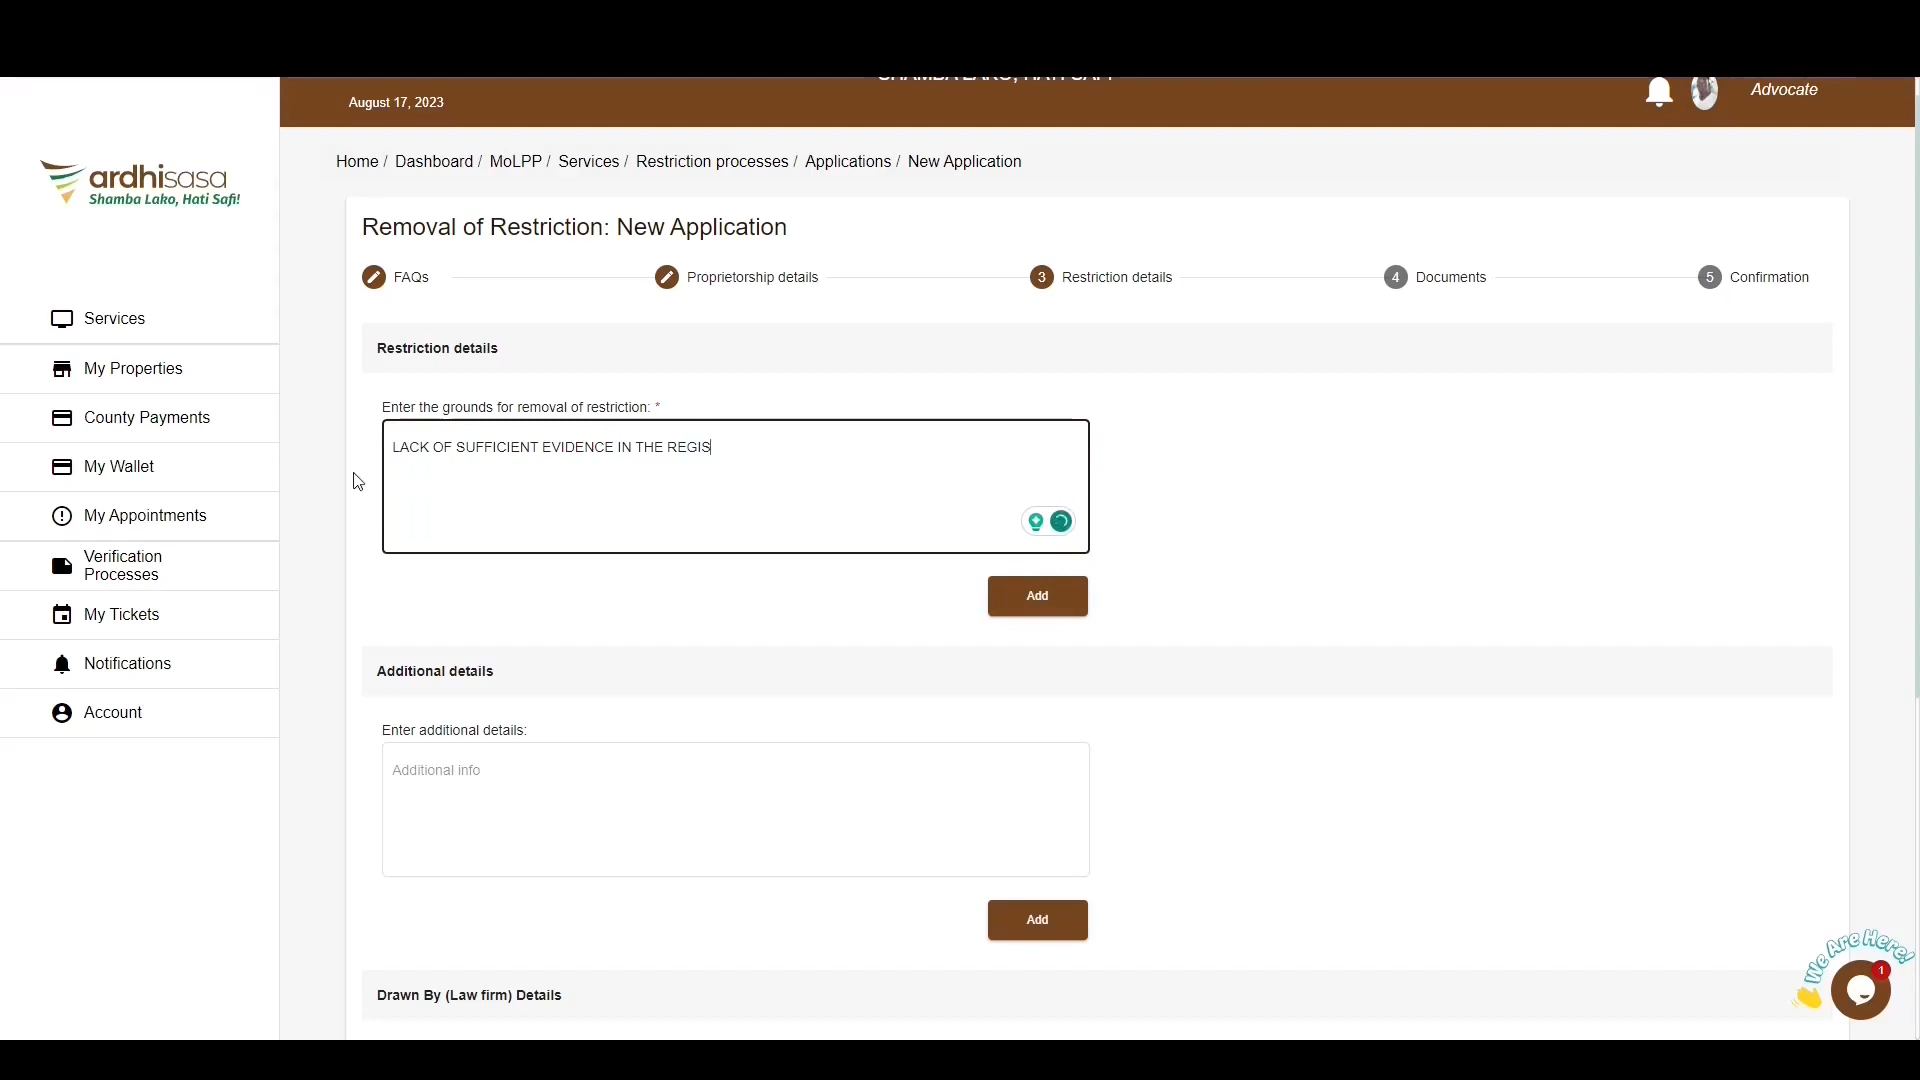 SHAMBA LAKO, HATI SAFI
August 17, 2023
Advocate
ardhisasa
Shamba Lako, Hati Safi!
Home / Dashboard / MoLPP / Services / Restriction processes / Applications / New Application
Removal of Restriction: New Application
FAQs
Proprietorship details
3 Restriction details
4 Documents
5 Confirmation
Services
My Properties
County Payments
My Wallet
My Appointments
Verification
Processes
My Tickets
Notifications
Account
Restriction details
Enter the grounds for removal of restriction: *
LACK OF SUFFICIENT EVIDENCE IN THE REGIS
Add
Additional details
Enter additional details:
Additional info
Add
Drawn By (Law firm) Details
We Are Here!
1